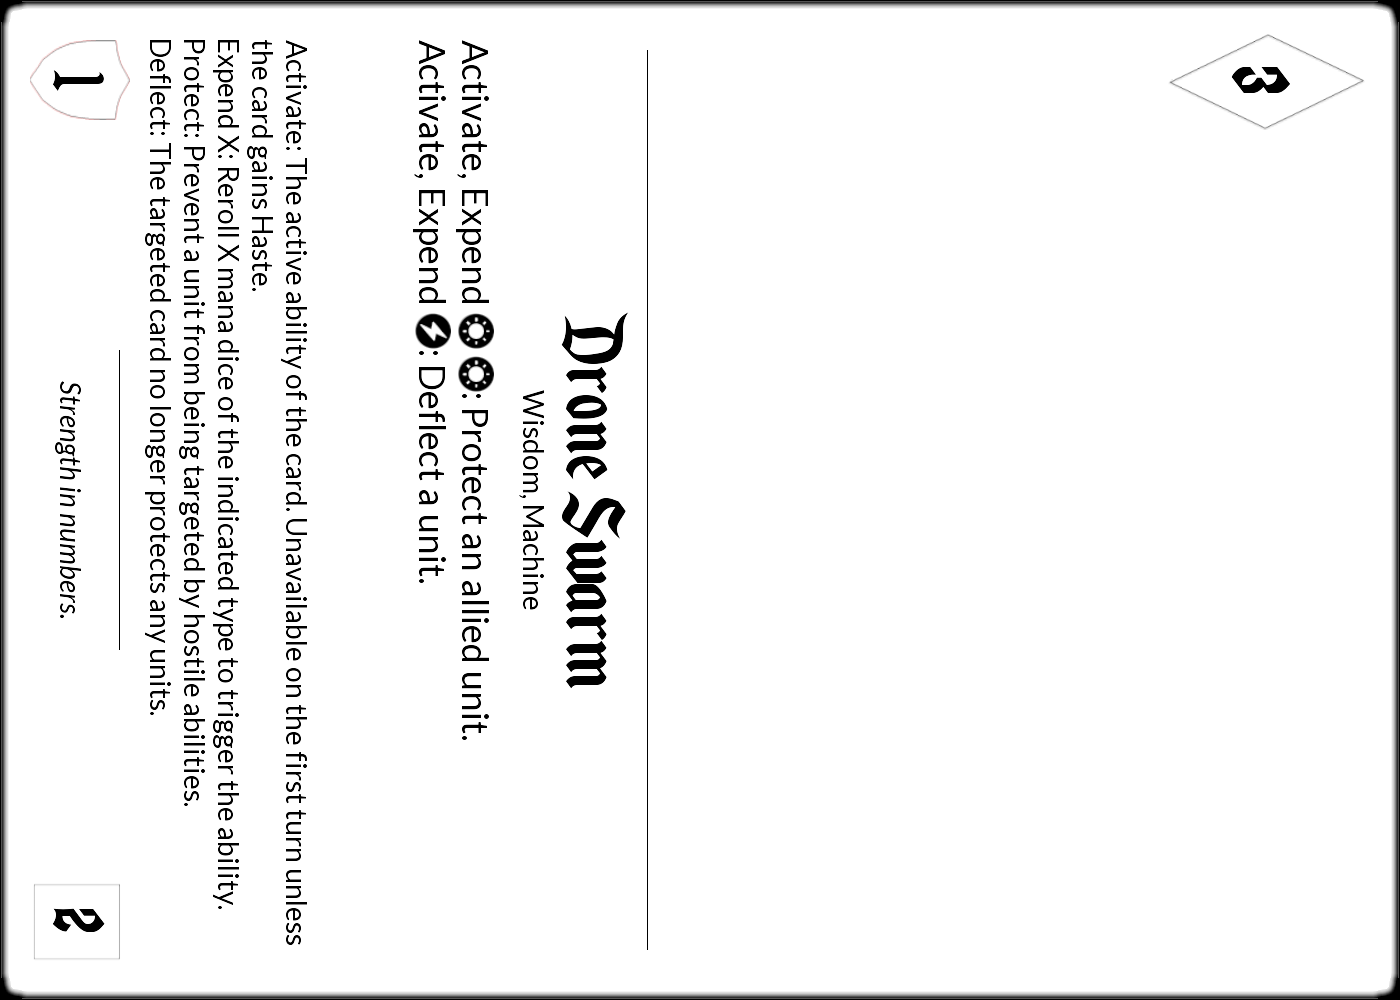 3
Drone Swarm
Wisdom, Machine
Activate, Expend : Protect an allied unit.
Activate, Expend : Deflect a unit.
Activate: The active ability of the card. Unavailable on the first turn unless
the card gains Haste.
Expend X: Reroll X mana dice of the indicated type to trigger the ability.
Protect: Prevent a unit from being targeted by hostile abilities.
Deflect: The targeted card no longer protects any units.
Strength in numbers.
1
2